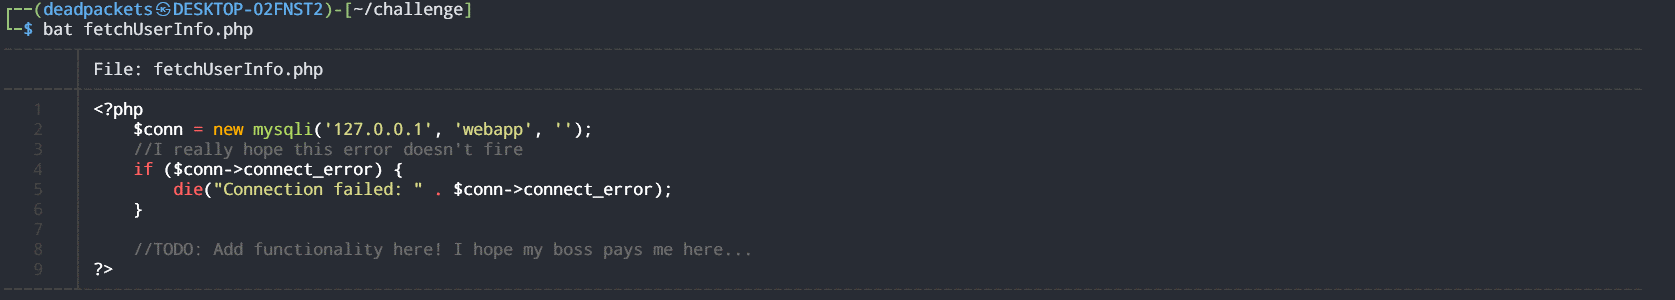 ┌──(deadpackets㉿DESKTOP-02FNST2)-[~/challenge]
└─$ bat fetchUserInfo.php
File: fetchUserInfo.php
1 <?php
2 $conn = new mysqli('127.0.0.1', 'webapp', '');
3 //I really hope this error doesn't fire
4 if ($conn->connect_error) {
5 die("Connection failed: " . $conn->connect_error);
6 }
7
8 //TODO: Add functionality here! I hope my boss pays me here...
9 ?>